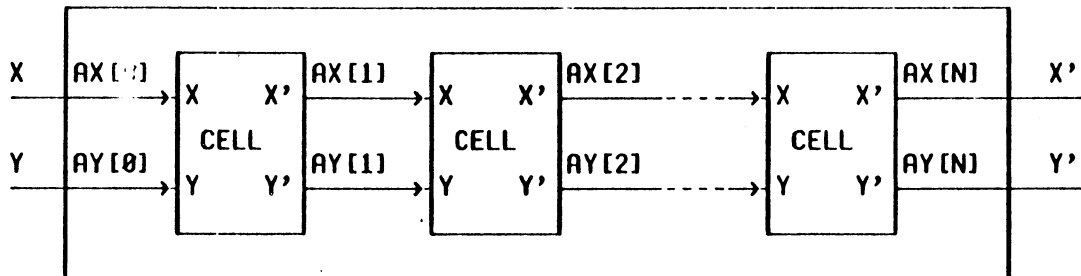 X AX[ ] AX[1] AX[2] AX[N] X'
X X' X X' X X'
CELL CELL CELL
Y AY[0] AY[1] AY[2] AY[N] Y'
Y Y' Y Y' Y Y'